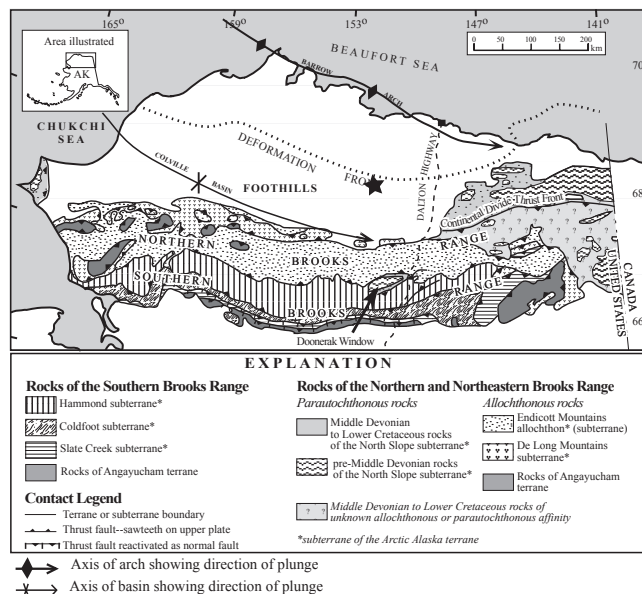 165° 159° 153° 147° 141°
Area illustrated
AK
0 50 100 150 200
km
BEAUFORT SEA
BARROW
ARCH
70
CHUKCHI
SEA
DEFORMATION
FRONT
COLVILLE
BASIN
FOOTHILLS
DALTON HIGHWAY
68
Continental Divide Thrust Front
NORTHERN
BROOKS
RANGE
SOUTHERN
BROOKS
RANGE
Doonerak Window
CANADA
UNITED STATES
66
EXPLANATION
Rocks of the Southern Brooks Range
Hammond subterrane*
Coldfoot subterrane*
Slate Creek subterrane*
Rocks of Angayucham terrane
Contact Legend
Terrane or subterrane boundary
Thrust fault--sawteeth on upper plate
Thrust fault reactivated as normal fault
Rocks of the Northern and Northeastern Brooks Range
Parautochthonous rocks
Middle Devonian
to Lower Cretaceous rocks
of the North Slope subterrane*
pre-Middle Devonian rocks
of the North Slope subterrane*
Allochthonous rocks
Endicott Mountains
allochthon* (subterrane)
De Long Mountains
subterrane*
Rocks of Angayucham
terrane
? ? Middle Devonian to Lower Cretaceous rocks of
unknown allochthonous or parautochthonous affinity
*subterrane of the Arctic Alaska terrane
Axis of arch showing direction of plunge
Axis of basin showing direction of plunge